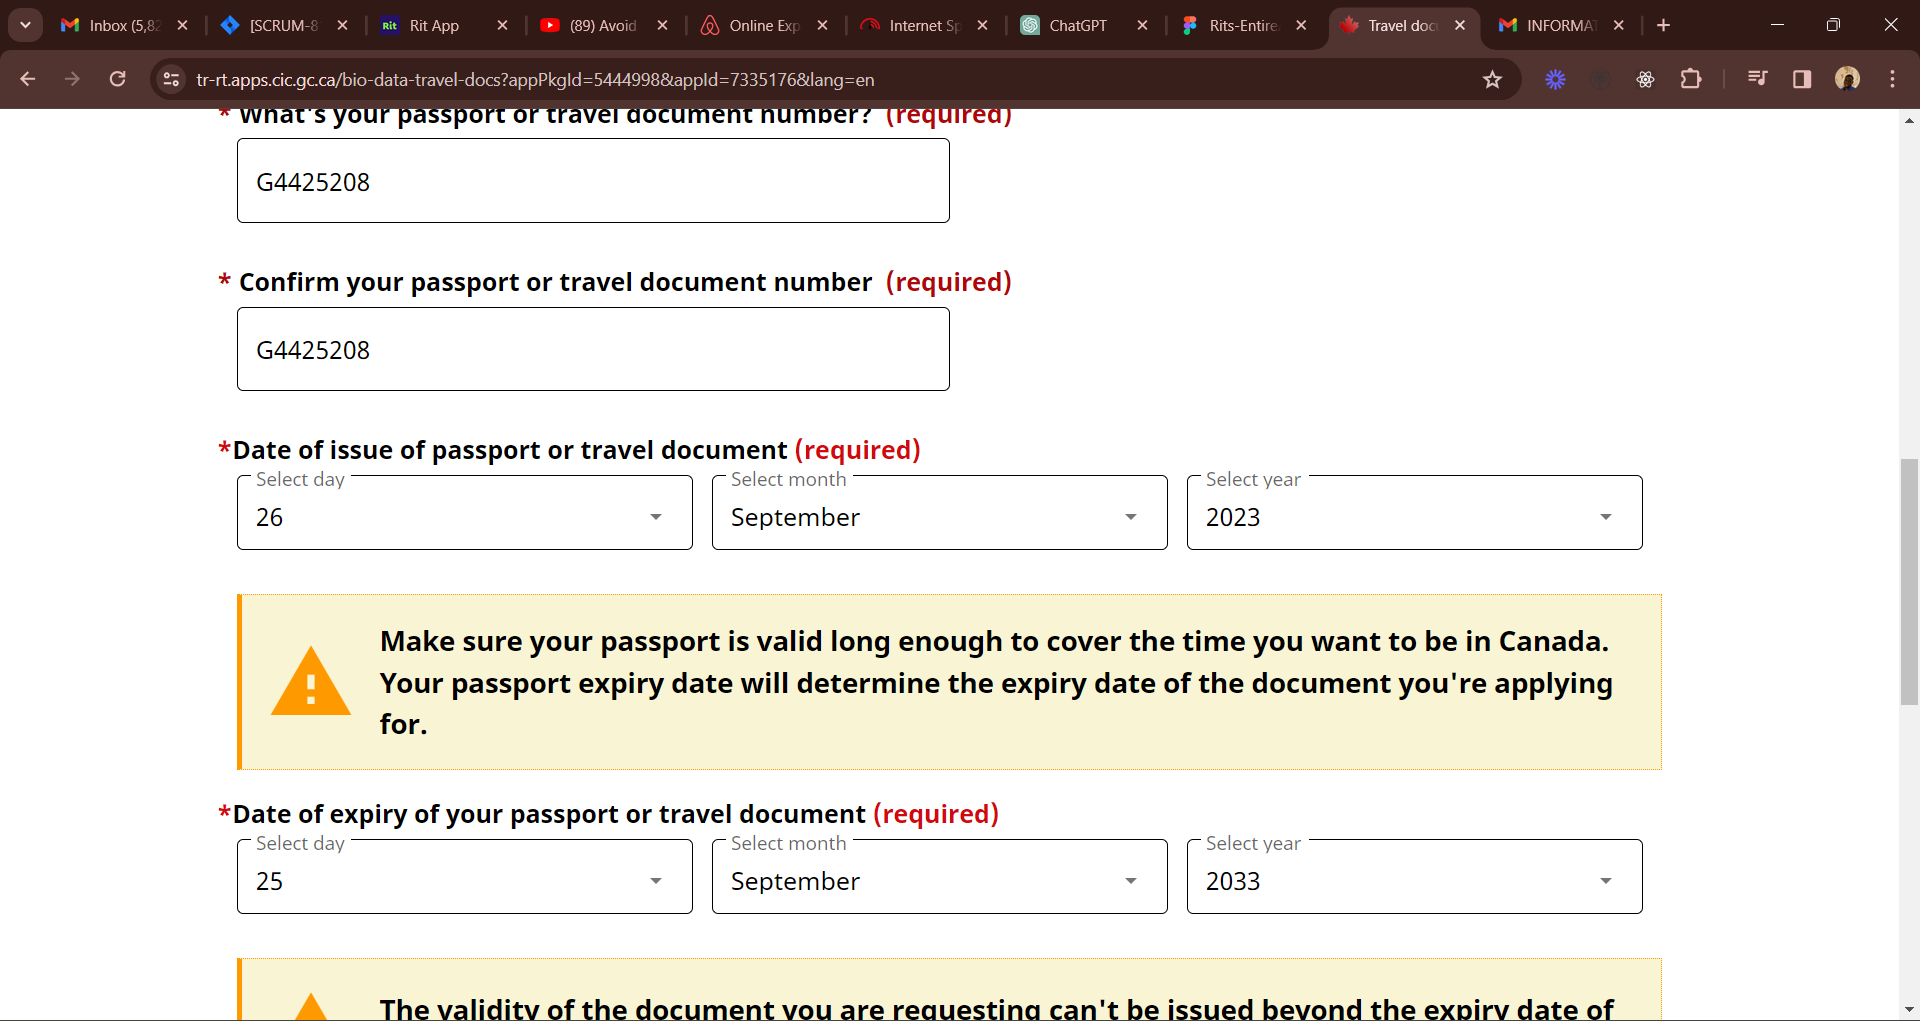 Inbox (5,82
[SCRUM-8
Rit App
(89) Avoid
Online Exp
Internet Sp
ChatGPT
Rits-Entire
Travel doc
INFORMAT
tr-rt.apps.cic.gc.ca/bio-data-travel-docs?appPkgId=5444998&appId=7335176&lang=en
* What's your passport or travel document number? (required)
G4425208
* Confirm your passport or travel document number (required)
G4425208
*Date of issue of passport or travel document (required)
Select day Select month Select year
26 September 2023
Make sure your passport is valid long enough to cover the time you want to be in Canada.
Your passport expiry date will determine the expiry date of the document you're applying
for.
*Date of expiry of your passport or travel document (required)
Select day Select month Select year
25 September 2033
The validity of the document you are requesting can't be issued beyond the expiry date of